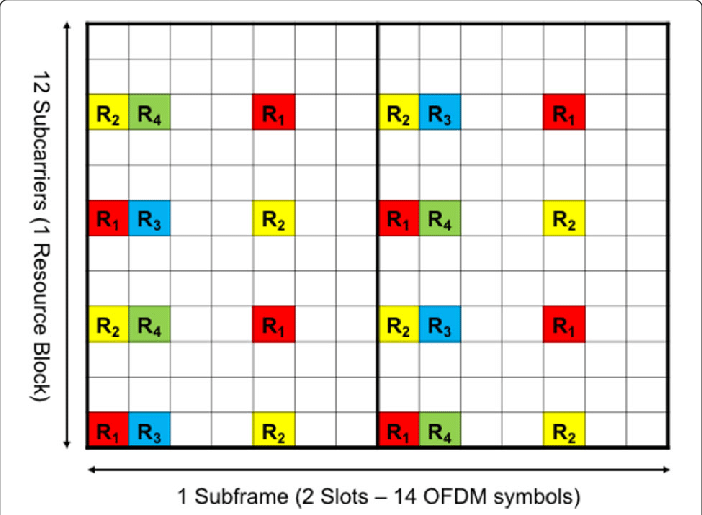 12 Subcarriers (1 Resource Block)
R₂ R₄ R₁ R₂ R₃ R₁
R₁ R₃ R₂ R₁ R₄ R₂
R₂ R₄ R₁ R₂ R₃ R₁
R₁ R₃ R₂ R₁ R₄ R₂
1 Subframe (2 Slots – 14 OFDM symbols)